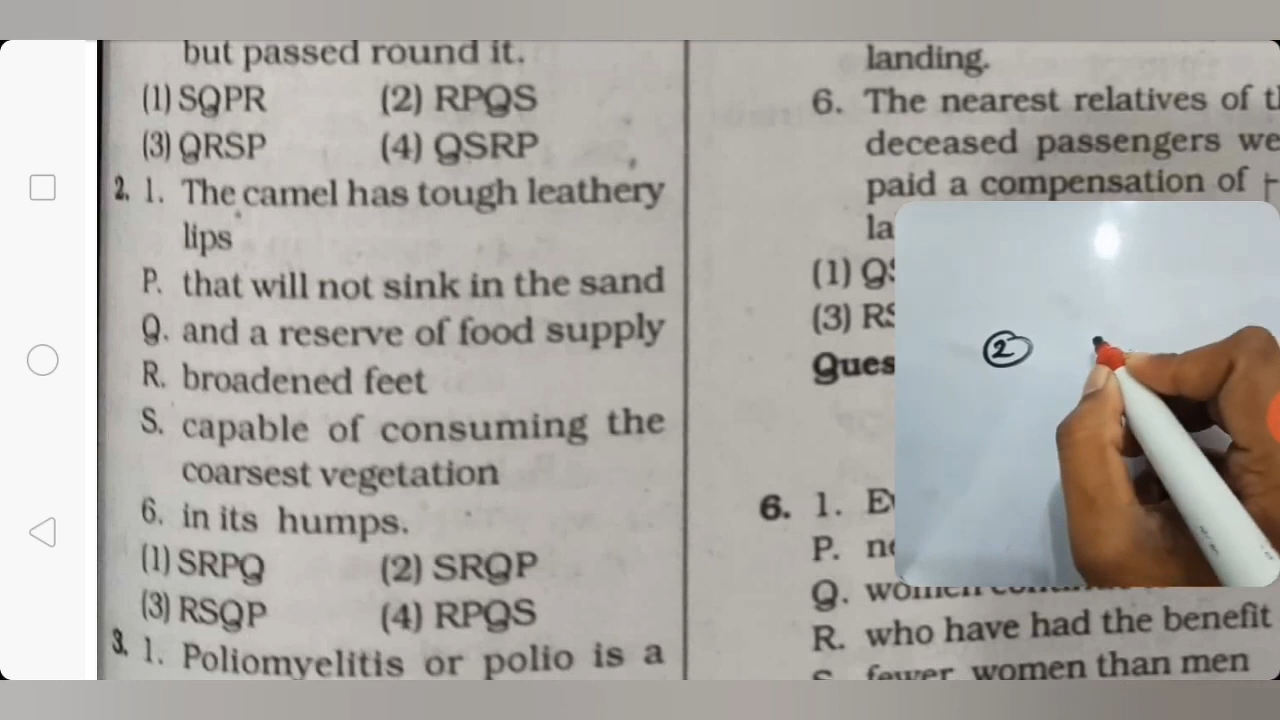 but passed round it.
(1) SQPR (2) RPQS
(3) QRSP (4) QSRP
2. 1. The camel has tough leathery
lips
P. that will not sink in the sand
Q. and a reserve of food supply
R. broadened feet
S. capable of consuming the
coarsest vegetation
6. in its humps.
(1) SRPQ (2) SRQP
(3) RSQP (4) RPQS
3. 1. Poliomyelitis or polio is a
landing.
6. The nearest relatives of
deceased passengers
paid a compensation of
(1)
(3)
6. 1.
P.
Q. women
R. who have had the benefit
S. fewer women than men
2